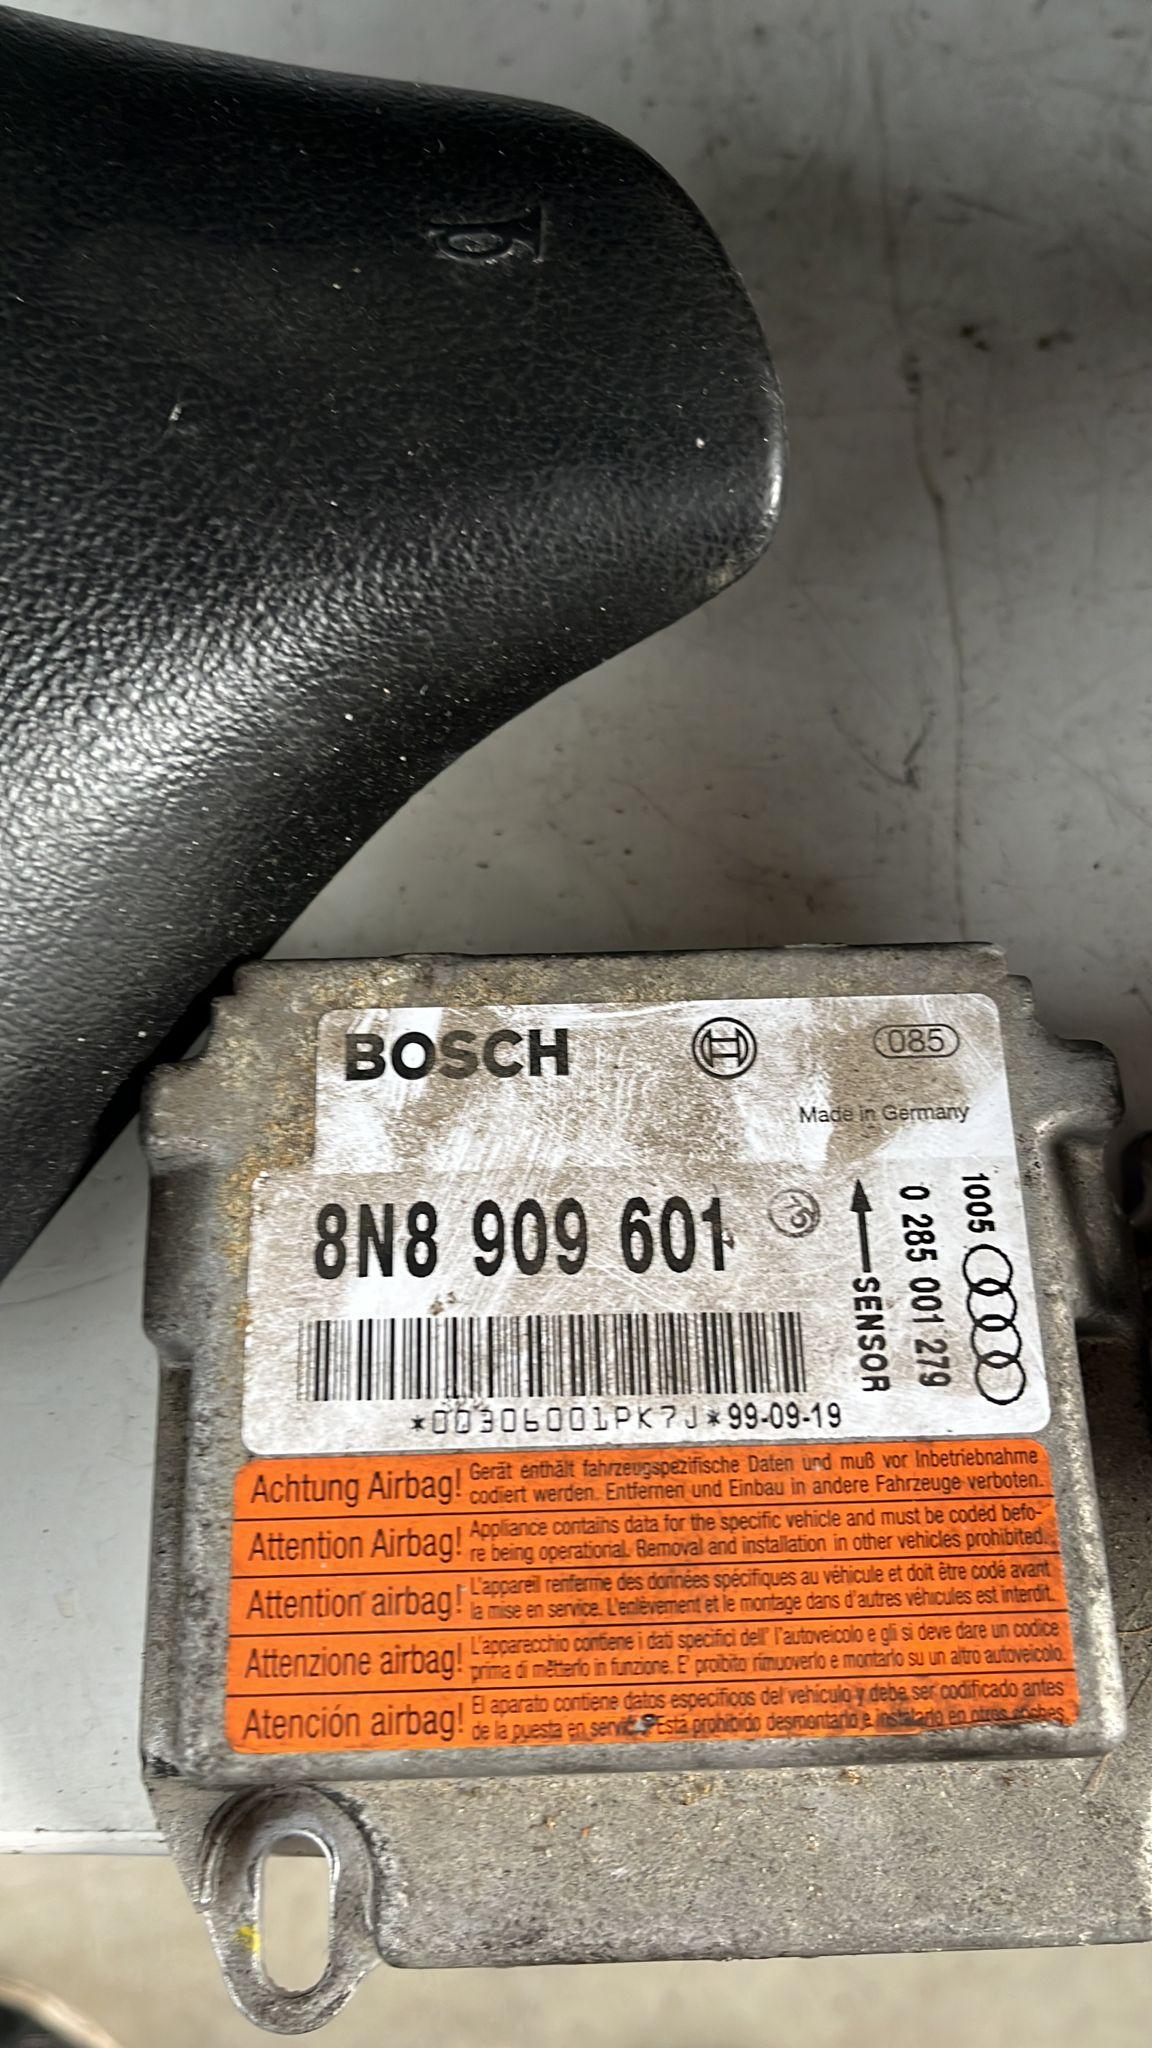 BOSCH
085
Made in Germany
8N8 909 601
SENSOR
0 285 001 279
1005
*00306001PK7J*99-09-19
Achtung Airbag! Gerät enthält fahrzeugspezifische Daten und muß vor Inbetriebnahme
codiert werden. Entfernen und Einbau in andere Fahrzeuge verboten.
Attention Airbag! Appliance contains data for the specific vehicle and must be coded befo-
re being operational. Removal and installation in other vehicles prohibited.
Attention airbag! L'appareil renferme des données spécifiques au véhicule et doit être codé avant
la mise en service. L'enlèvement et le montage dans d'autres véhicules est interdit.
Attenzione airbag! L'apparecchio contiene i dati specifici dell' l'autoveicolo e gli si deve dare un codice
prima di metterlo in funzione. E' proibito rimuoverlo e montarlo su un altro autoveicolo.
Atención airbag! El aparato contiene datos específicos del vehículo y debe ser codificado antes
de la puesta en Está prohibido desmontarlo e instalarlo en otros coches.